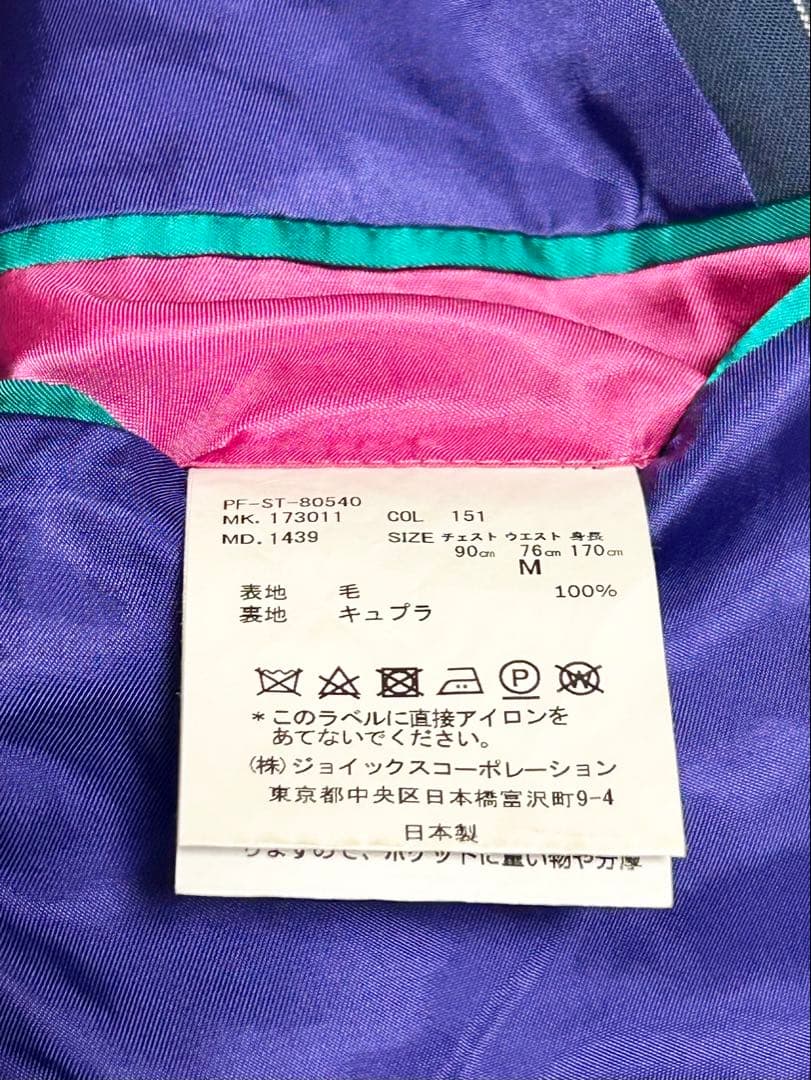 PF-ST-80540
MK. 173011 COL 151
MD. 1439 SIZE チェスト ウエスト 身長
90cm 76cm 170cm
M
表地 毛 100%
裏地 キュプラ
P W
*このラベルに直接アイロンを
あてないでください。
(株)ジョイックスコーポレーション
東京都中央区日本橋富沢町9-4
日本製
りますので、ポケットに重い物や分厚